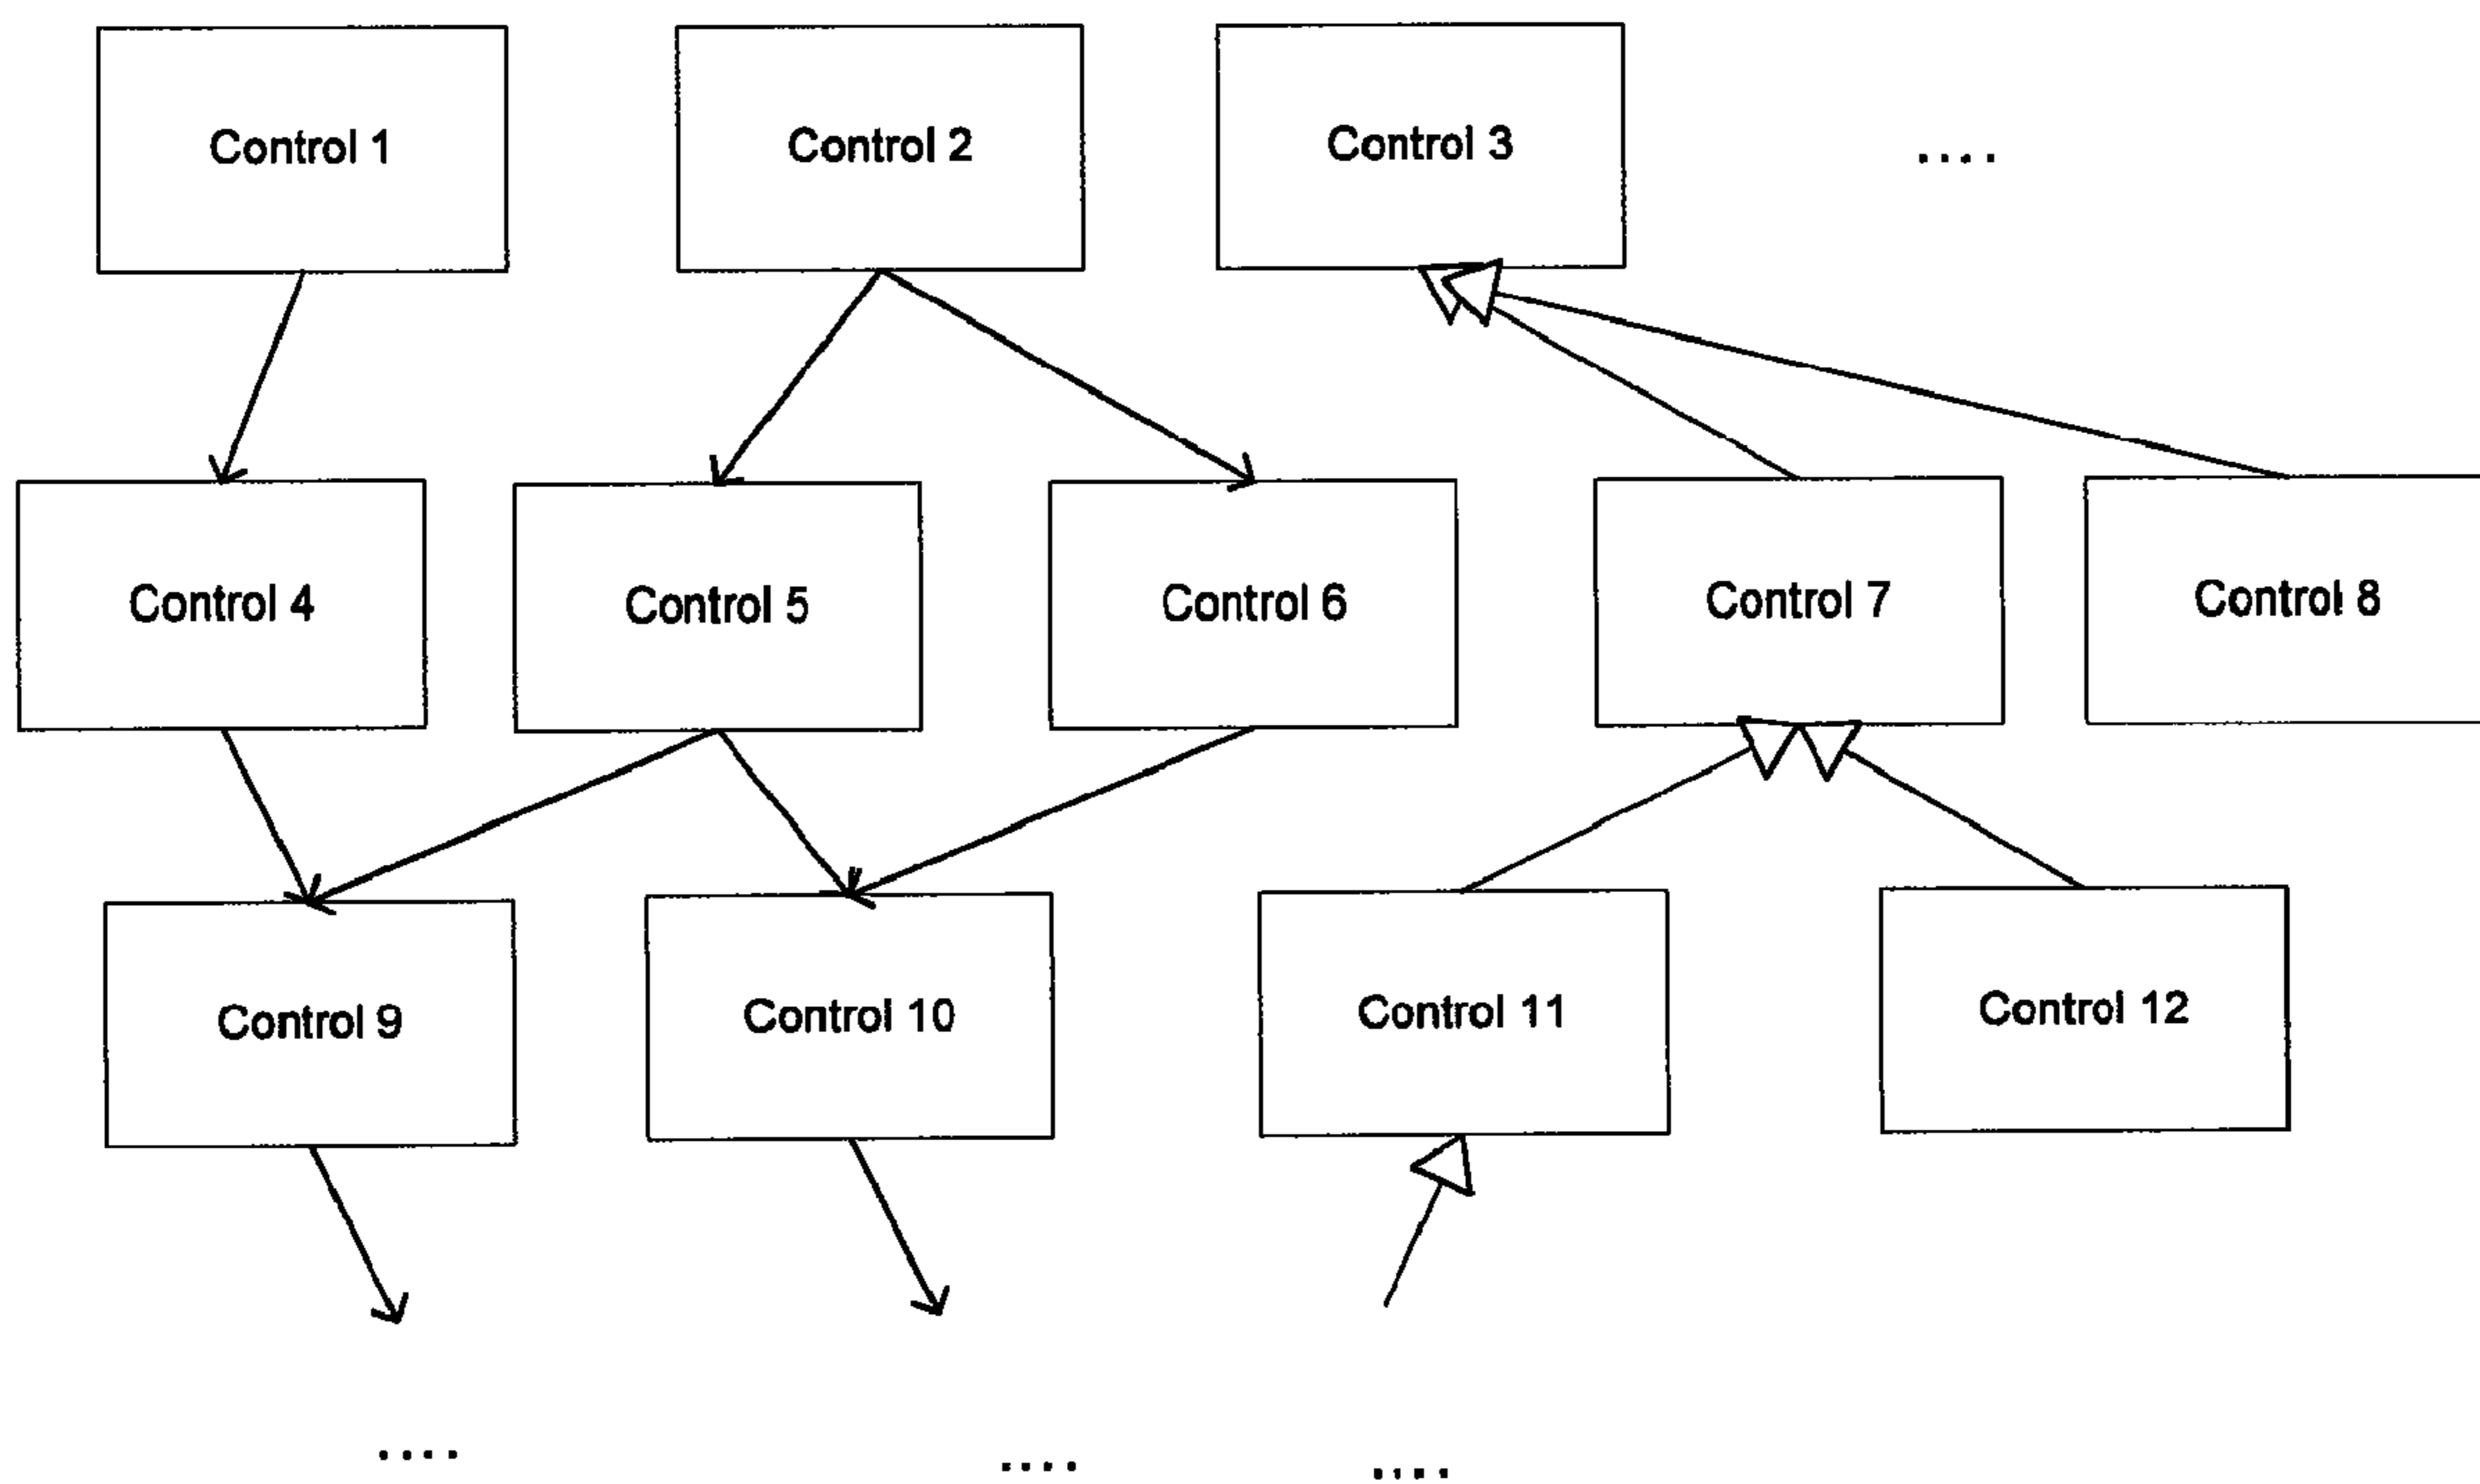 Control 1
Control 2
Control 3
....
Control 4
Control 5
Control 6
Control 7
Control 8
Control 9
Control 10
Control 11
Control 12
....
....
....